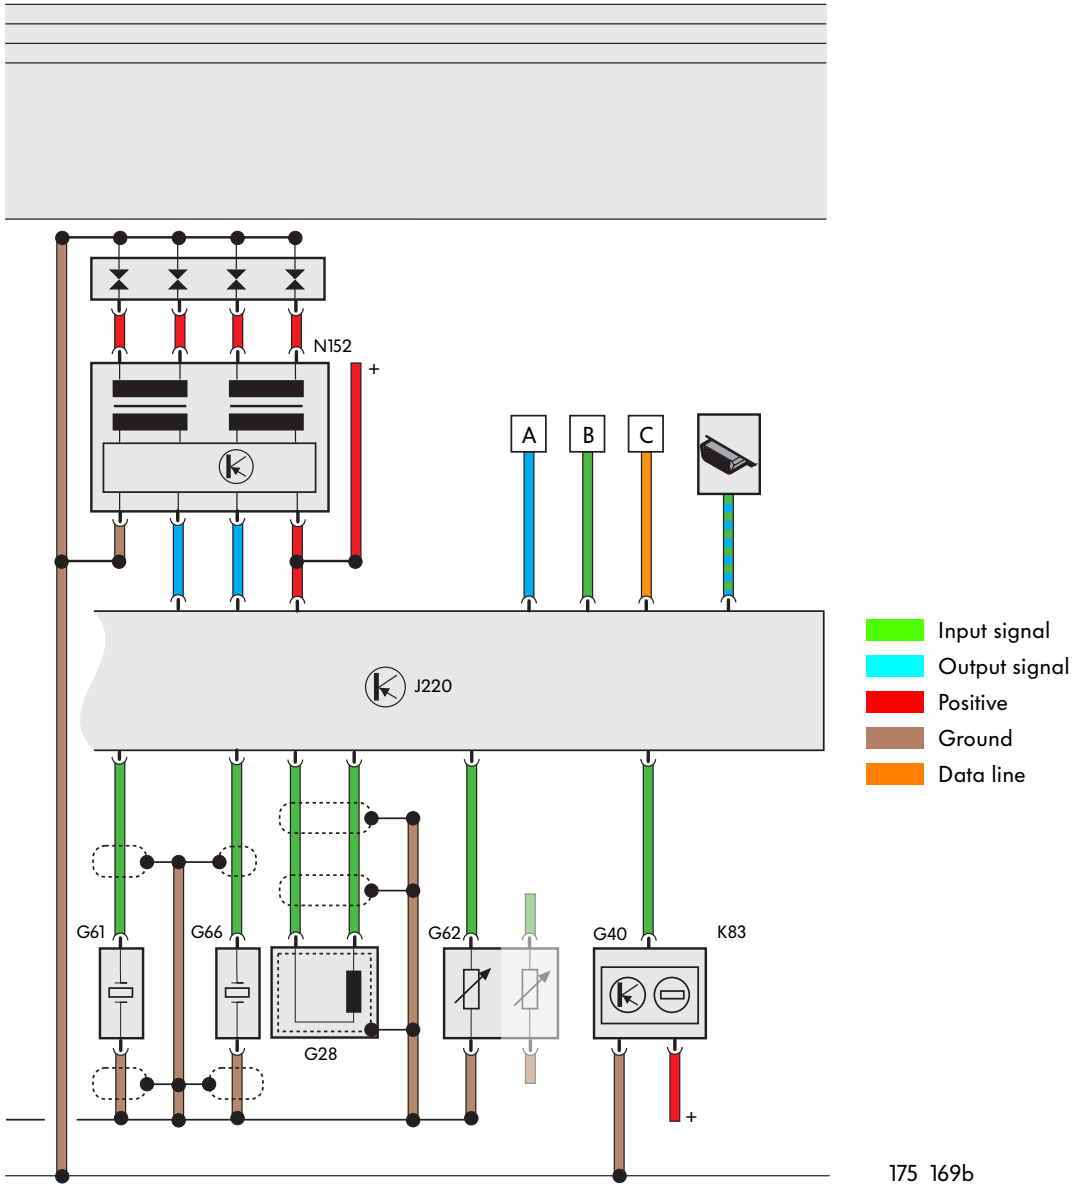 N152
+
A B C
J220
Input signal
Output signal
Positive
Ground
Data line
G61 G66 G62 G40 K83
G28
+
175 169b